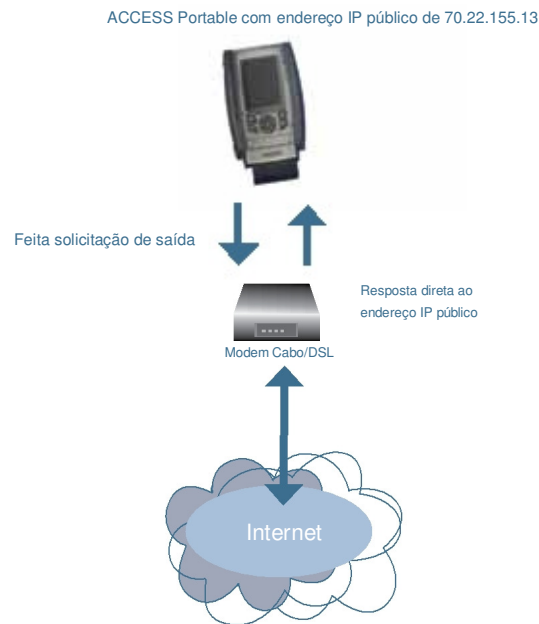 ACCESS Portable com endereço IP público de 70.22.155.13
Feita solicitação de saída
Resposta direta ao
endereço IP público
Modem Cabo/DSL
Internet